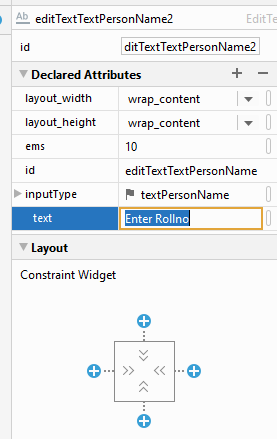 Ab editTextTextPersonName2 EditTe
id ditTextTextPersonName2
Declared Attributes
layout_width wrap_content
layout_height wrap_content
ems 10
id editTextTextPersonName
inputType textPersonName
text Enter Rollno
Layout
Constraint Widget